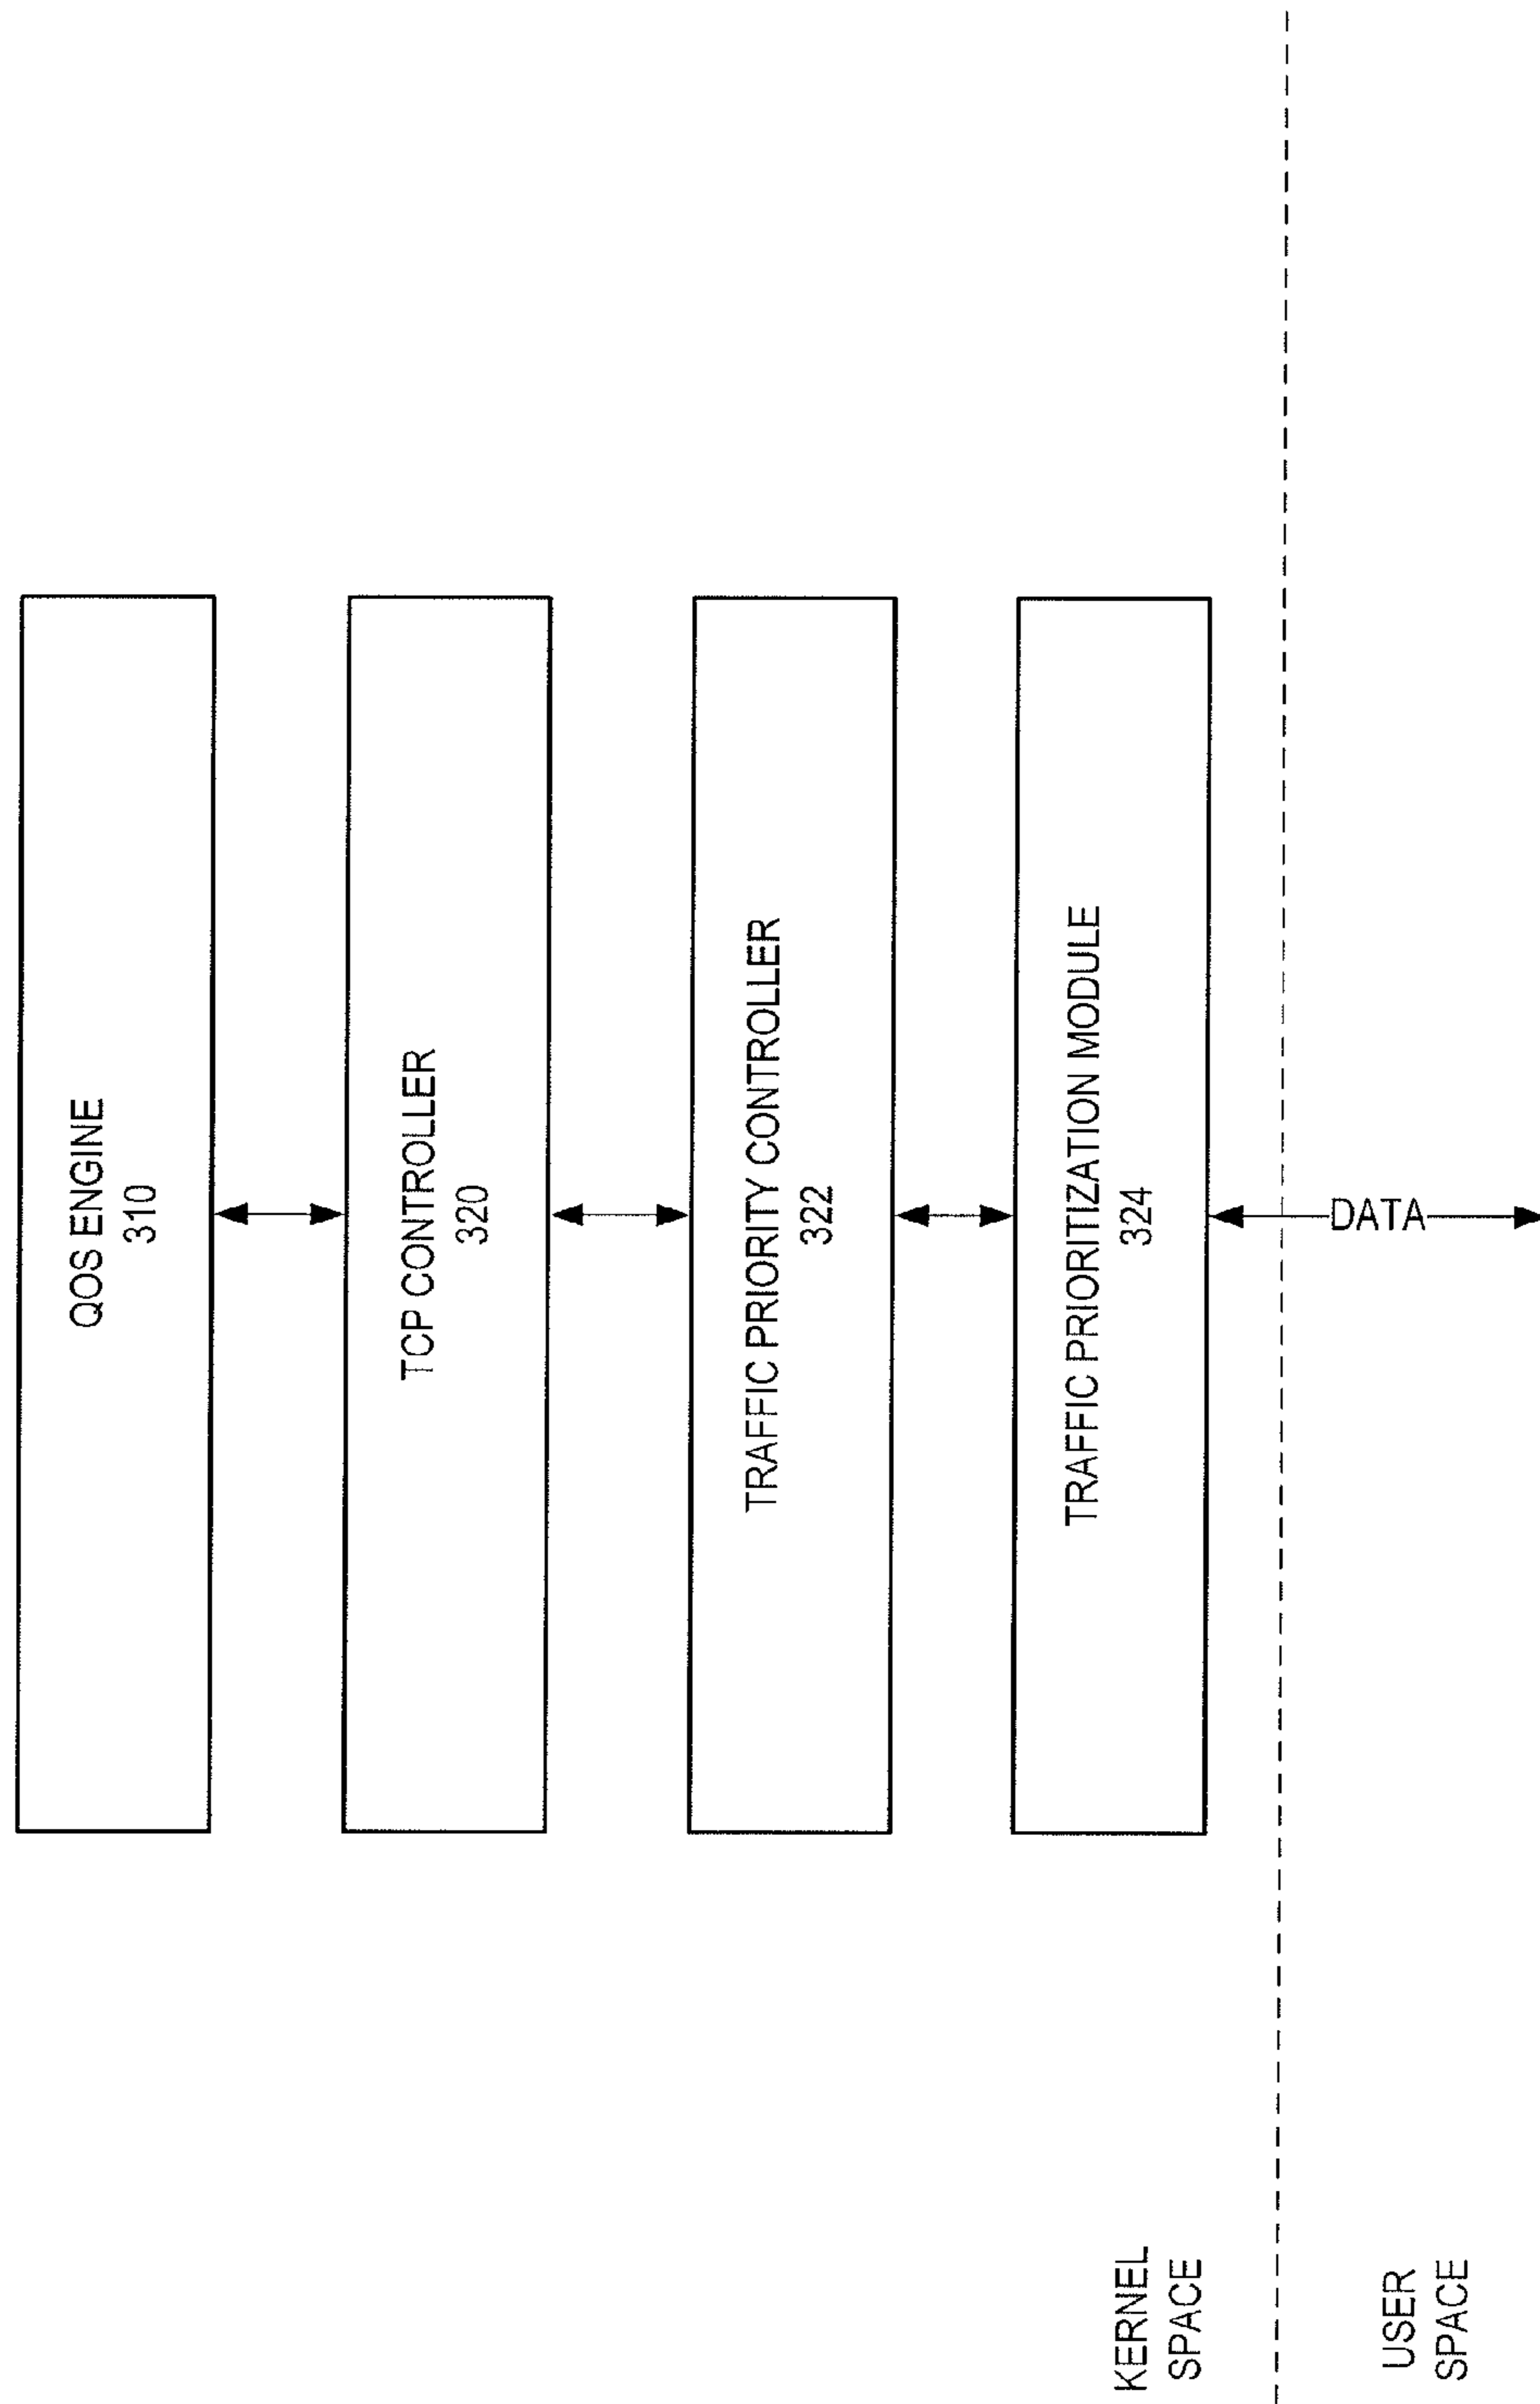 QOS ENGINE
310
TCP CONTROLLER
320
TRAFFIC PRIORITY CONTROLLER
322
TRAFFIC PRIORITIZATION MODULE
324
KERNEL
SPACE
DATA
USER
SPACE